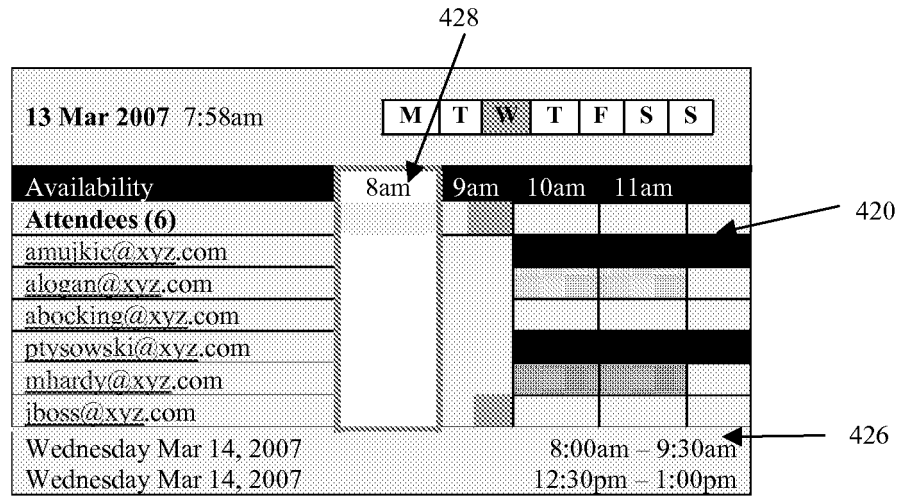 428
13 Mar 2007 7:58am M T W T F S S
Availability 8am 9am 10am 11am
Attendees (6)
420
amujkic@xyz.com
alogan@xyz.com
abocking@xyz.com
ptysowski@xyz.com
mhardy@xyz.com
jboss@xyz.com
Wednesday Mar 14, 2007 8:00am – 9:30am
426
Wednesday Mar 14, 2007 12:30pm – 1:00pm